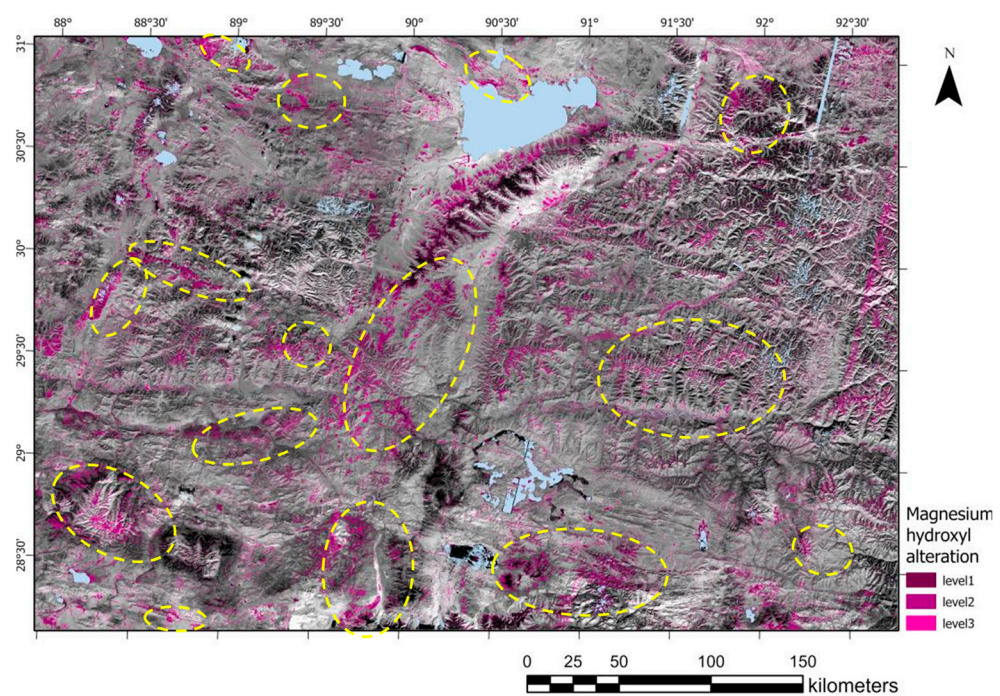 88° 88°30' 89° 89°30' 90° 90°30' 91° 91°30' 92° 92°30'
31°
30°30'
30°
29°30'
29°
28°30'
N
Magnesium
hydroxyl
alteration
level1
level2
level3
0 25 50 100 150
kilometers